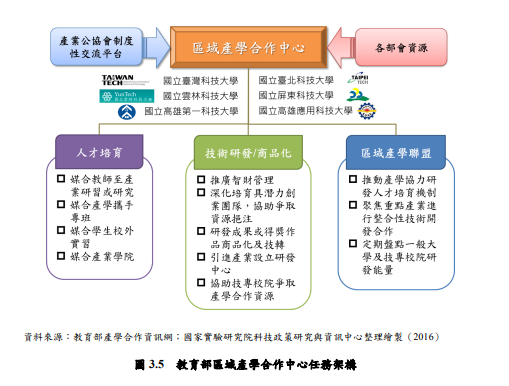 產業公協會制度
性交流平台
區域產學合作中心
各部會資源
TAIWAN
TECH
國立臺灣科技大學
國立臺北科技大學
TAIPEI
TECH
YunTech
國立雲林科技大學
國立屏東科技大學
國立高雄第一科技大學
國立高雄應用科技大學
人才培育
媒合教師至產
業研習或研究
媒合產學攜手
專班
媒合學生校外
實習
媒合產業學院
技術研發/商品化
推廣智財管理
深化培育具潛力創
業團隊，協助爭取
資源挹注
研發成果或得獎作
品商品化及技轉
引進產業設立研發
中心
協助技專校院爭取
產學合作資源
區域產學聯盟
推動產學協力研
發人才培育機制
聚焦重點產業進
行整合性技術開
發合作
定期盤點一般大
學及技專校院研
發能量
資料來源：教育部產學合作資訊網；國家實驗研究院科技政策研究與資訊中心整理繪製（2016）
圖 3.5 教育部區域產學合作中心任務架構